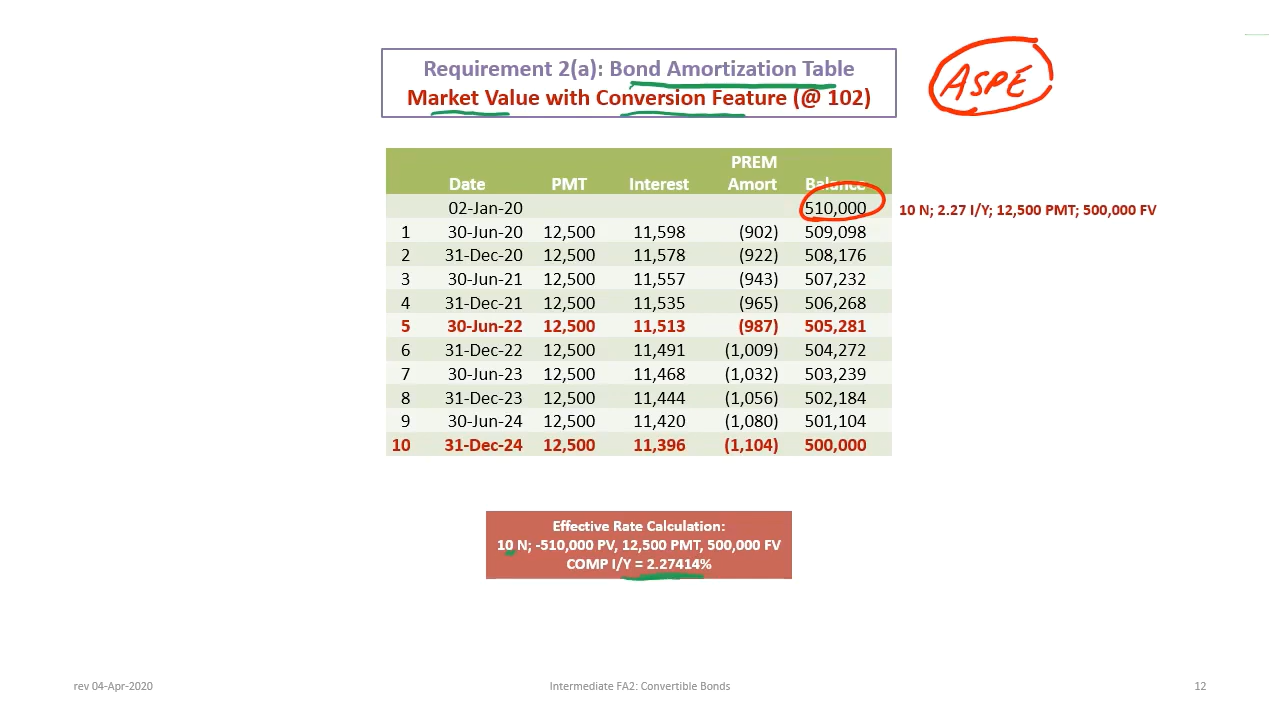 Requirement 2(a): Bond Amortization Table
Market Value with Conversion Feature (@ 102)
ASPE
PREM
Date PMT Interest Amort Balance
02-Jan-20 510,000 10 N; 2.27 I/Y; 12,500 PMT; 500,000 FV
1 30-Jun-20 12,500 11,598 (902) 509,098
2 31-Dec-20 12,500 11,578 (922) 508,176
3 30-Jun-21 12,500 11,557 (943) 507,232
4 31-Dec-21 12,500 11,535 (965) 506,268
5 30-Jun-22 12,500 11,513 (987) 505,281
6 31-Dec-22 12,500 11,491 (1,009) 504,272
7 30-Jun-23 12,500 11,468 (1,032) 503,239
8 31-Dec-23 12,500 11,444 (1,056) 502,184
9 30-Jun-24 12,500 11,420 (1,080) 501,104
10 31-Dec-24 12,500 11,396 (1,104) 500,000
Effective Rate Calculation:
10 N; -510,000 PV, 12,500 PMT, 500,000 FV
COMP I/Y = 2.27414%
rev 04-Apr-2020 Intermediate FA2: Convertible Bonds 12